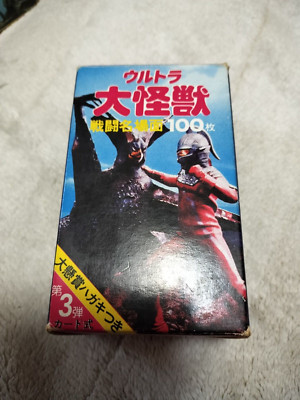 ウルトラ
大怪獣
戦闘名場面100枚
大懸賞ハガキつき
第
3
弾
カード式